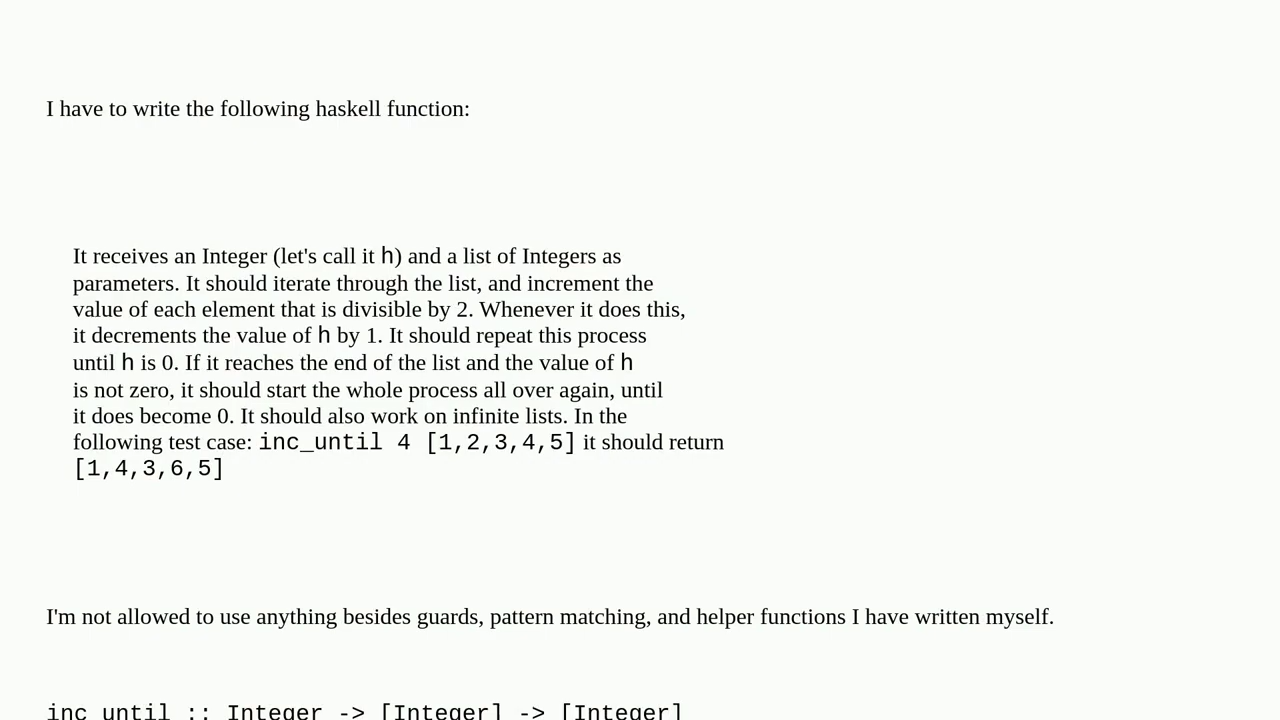 I have to write the following haskell function:
It receives an Integer (let's call it h) and a list of Integers as
parameters. It should iterate through the list, and increment the
value of each element that is divisible by 2. Whenever it does this,
it decrements the value of h by 1. It should repeat this process
until h is 0. If it reaches the end of the list and the value of h
is not zero, it should start the whole process all over again, until
it does become 0. It should also work on infinite lists. In the
following test case: inc_until 4 [1,2,3,4,5] it should return
[1,4,3,6,5]
I'm not allowed to use anything besides guards, pattern matching, and helper functions I have written myself.
inc_until :: Integer -> [Integer] -> [Integer]